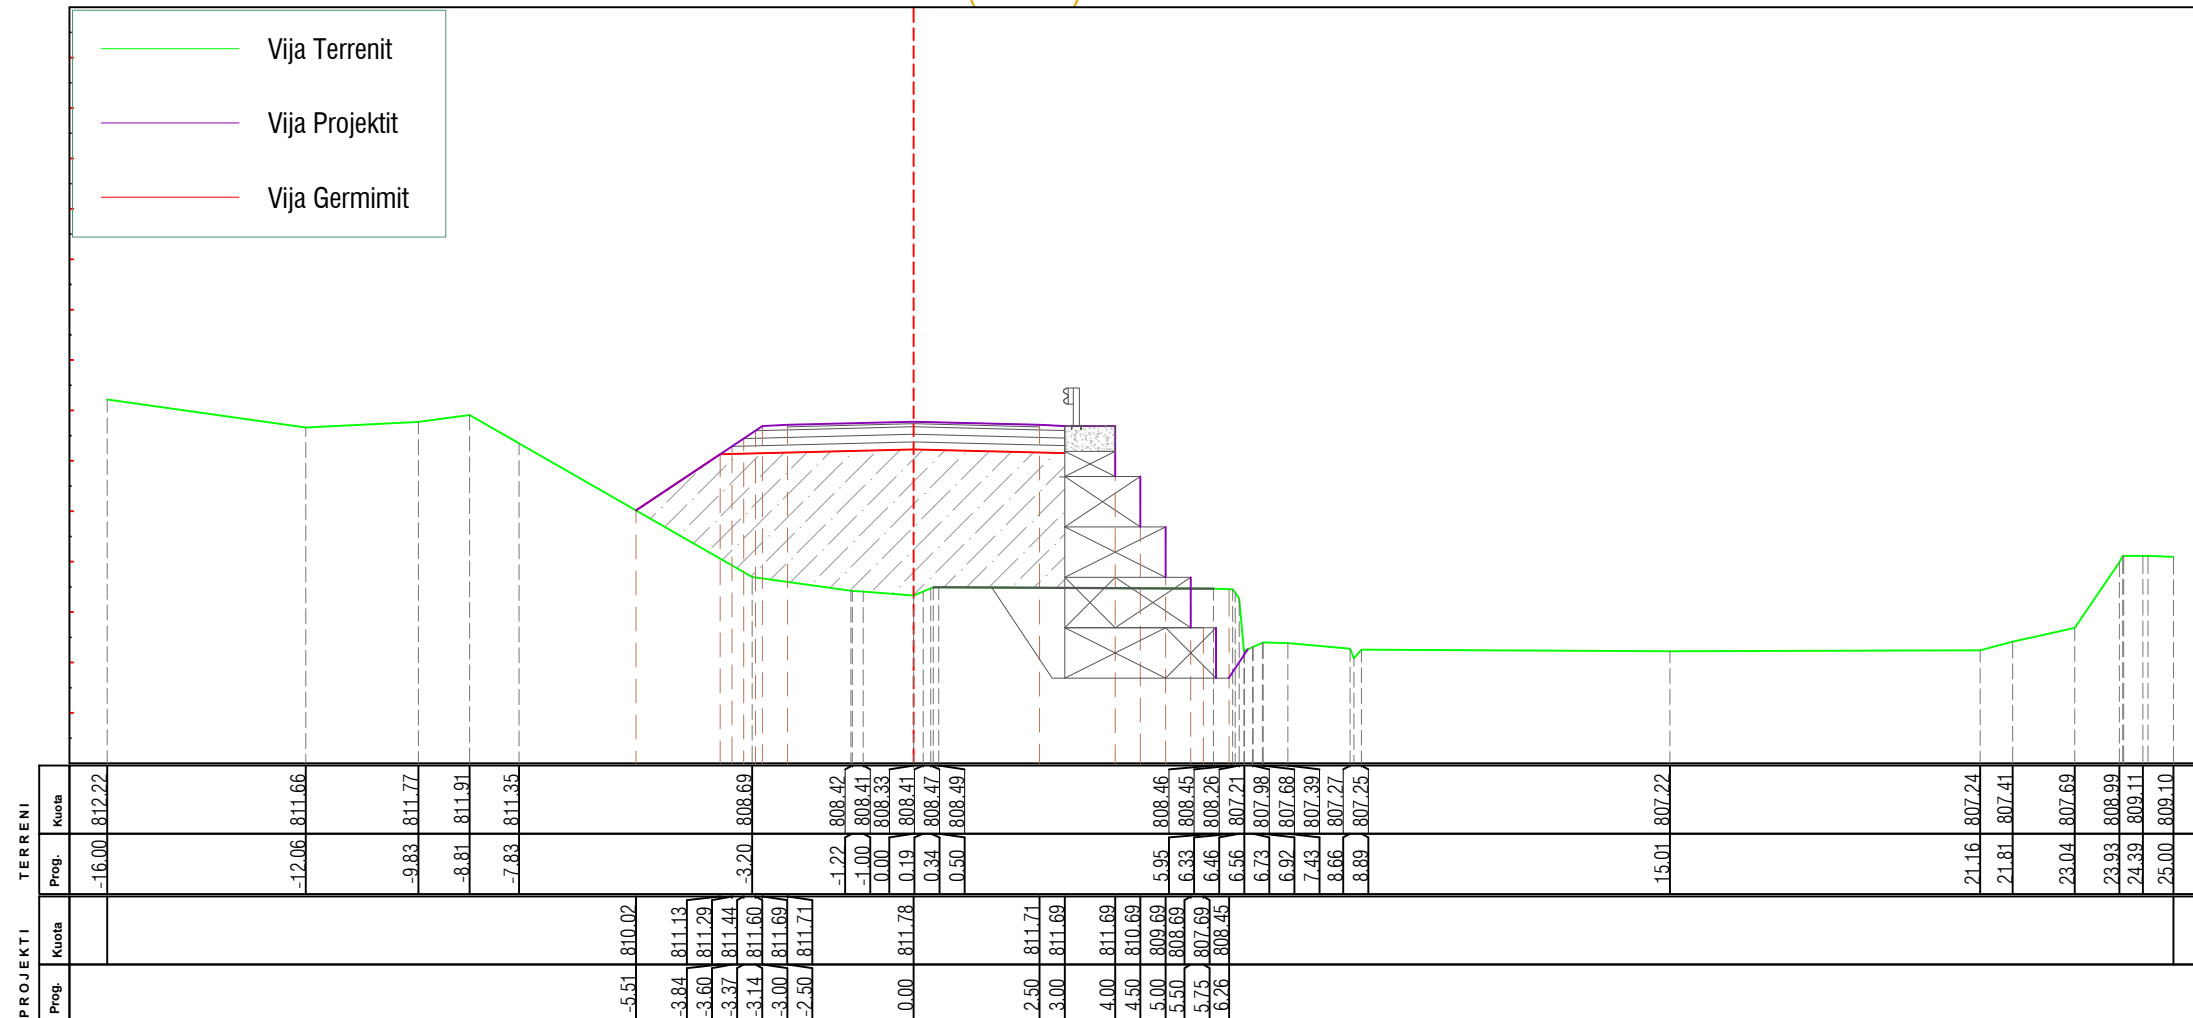 Vija Terrenit
Vija Projektit
Vija Germimit
TERRENI
Kuota
812.22 811.66 811.77 811.91 811.35 808.69 808.42 808.41 808.33 808.41 808.47 808.49 808.46 808.45 808.26 807.21 807.98 807.68 807.39 807.27 807.25 807.22 807.24 807.41 807.69 808.99 809.11 809.10
Prog.
-16.00 -12.06 -9.83 -8.81 -7.83 -3.20 -1.22 -1.00 0.00 0.19 0.34 0.50 5.95 6.33 6.46 6.56 6.73 6.92 7.43 8.66 8.89 15.01 21.16 21.81 23.04 23.93 24.39 25.00
PROJEKTI
Kuota
810.02 811.13 811.29 811.44 811.60 811.69 811.71 811.78 811.71 811.69 811.69 810.69 809.69 808.69 807.69 808.45
Prog.
-5.51 -3.84 -3.60 -3.37 -3.14 -3.00 -2.50 0.00 2.50 3.00 4.00 4.50 5.00 5.50 5.75 6.26